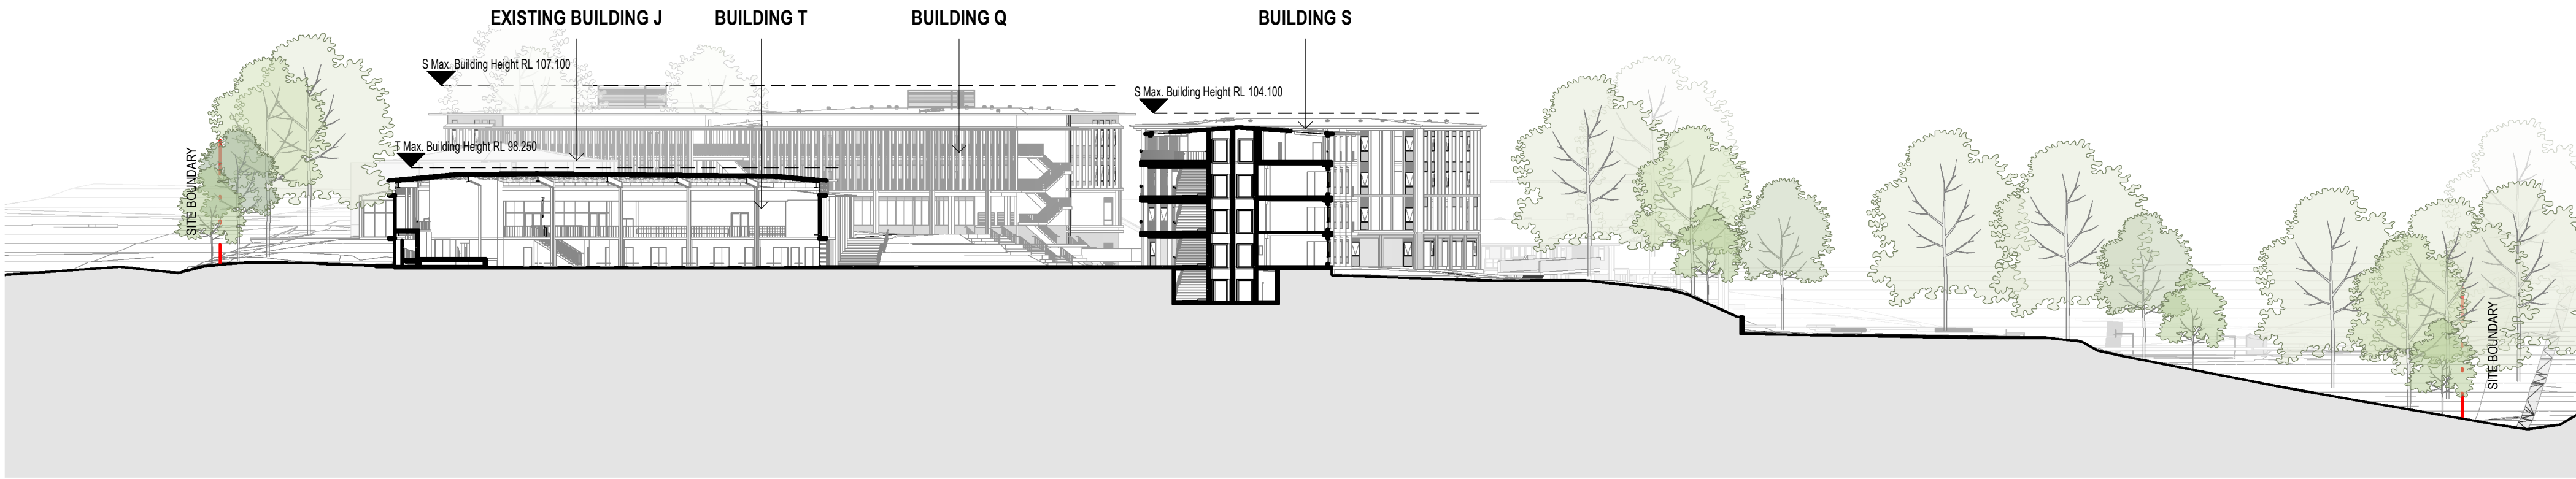 EXISTING BUILDING J
BUILDING T
BUILDING Q
BUILDING S
S Max. Building Height RL 107.100
S Max. Building Height RL 104.100
T Max. Building Height RL 98.250
SITE BOUNDARY
SITE BOUNDARY